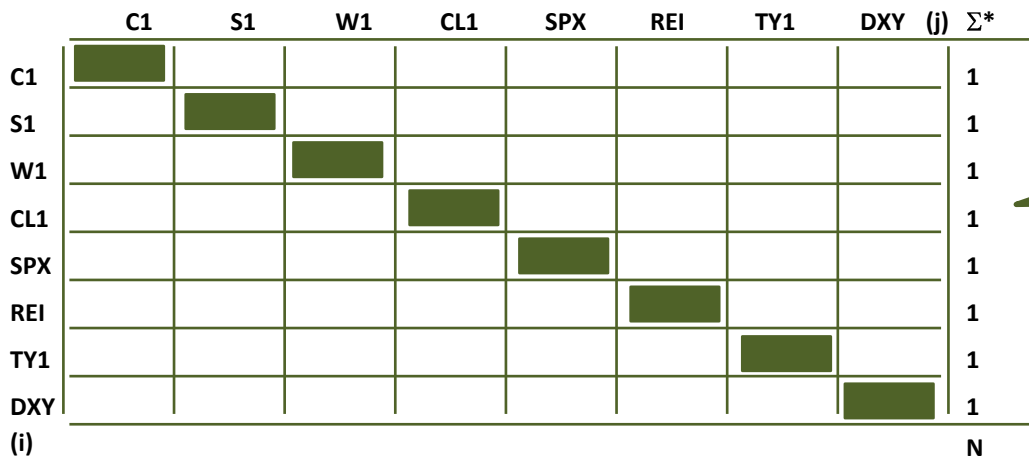 C1 S1 W1 CL1 SPX REI TY1 DXY (j) Σ*
C1 1
S1 1
W1 1
CL1 1
SPX 1
REI 1
TY1 1
DXY 1
(i) N